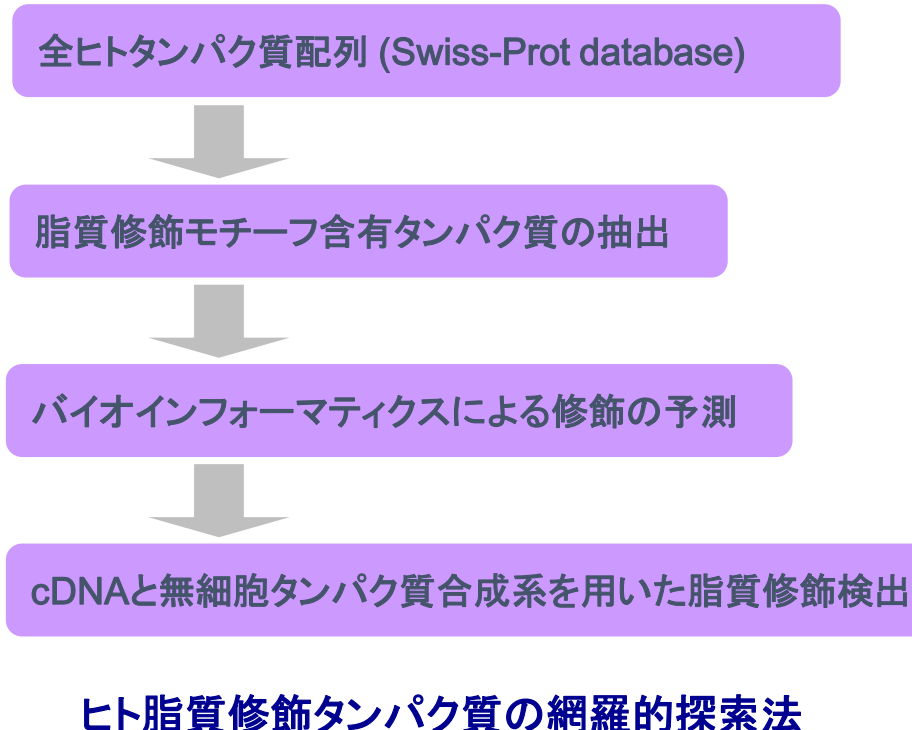 全ヒトタンパク質配列 (Swiss-Prot database)
脂質修飾モチーフ含有タンパク質の抽出
バイオインフォーマティクスによる修飾の予測
cDNAと無細胞タンパク質合成系を用いた脂質修飾検出
ヒト脂質修飾タンパク質の網羅的探索法